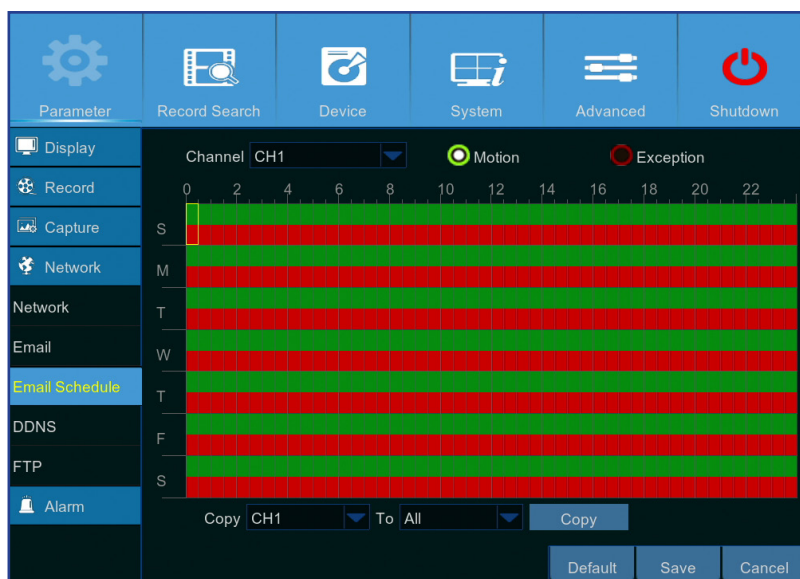 Parameter Record Search Device System Advanced Shutdown
Display
Channel CH1 Motion Exception
Record
0 2 4 6 8 10 12 14 16 18 20 22
Capture
S
Network
M
Network
T
Email
W
Email Schedule
T
DDNS
F
FTP
S
Alarm
Copy CH1 To All Copy
Default Save Cancel